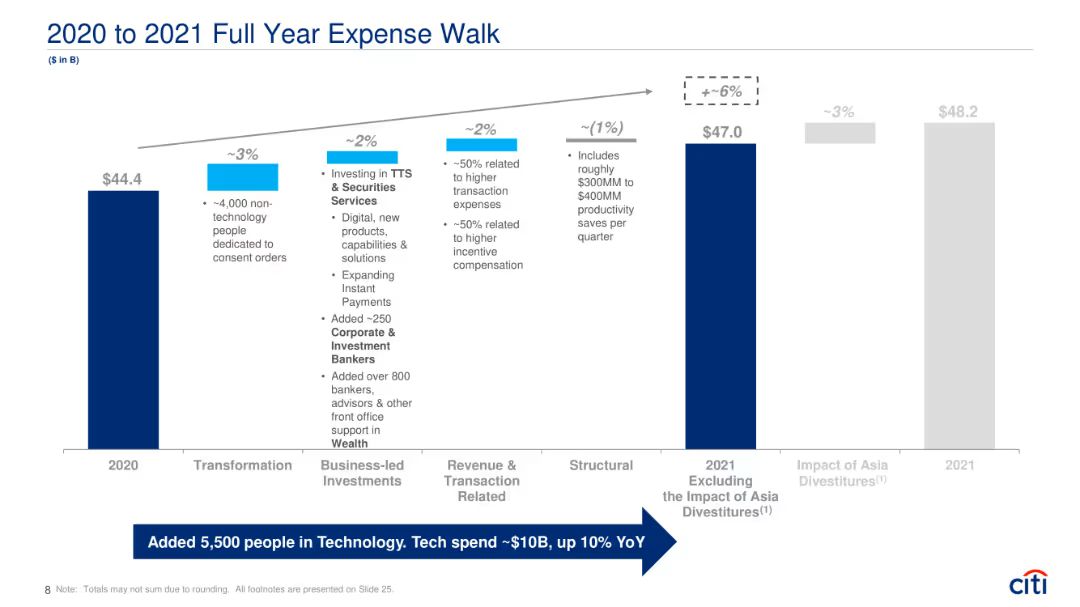 2020 to 2021 Full Year Expense Walk
($ in B)
$44.4
~3%
• ~4,000 non-
technology
people
dedicated to
consent orders
~2%
• Investing in TTS
& Securities
Services
• Digital, new
products,
capabilities &
solutions
• Expanding
Instant
Payments
• Added ~250
Corporate &
Investment
Bankers
• Added over 800
bankers,
advisors & other
front office
support in
Wealth
~2%
• ~50% related
to higher
transaction
expenses
• ~50% related
to higher
incentive
compensation
~(1%)
• Includes
roughly
$300MM to
$400MM
productivity
saves per
quarter
+~6%
$47.0
~3%
$48.2
2020
Transformation
Business-led
Investments
Revenue &
Transaction
Related
Structural
2021
Excluding
the Impact of Asia
Divestitures(1)
Impact of Asia
Divestitures(1)
2021
Added 5,500 people in Technology. Tech spend ~$10B, up 10% YoY
8 Note: Totals may not sum due to rounding. All footnotes are presented on Slide 25.
citi